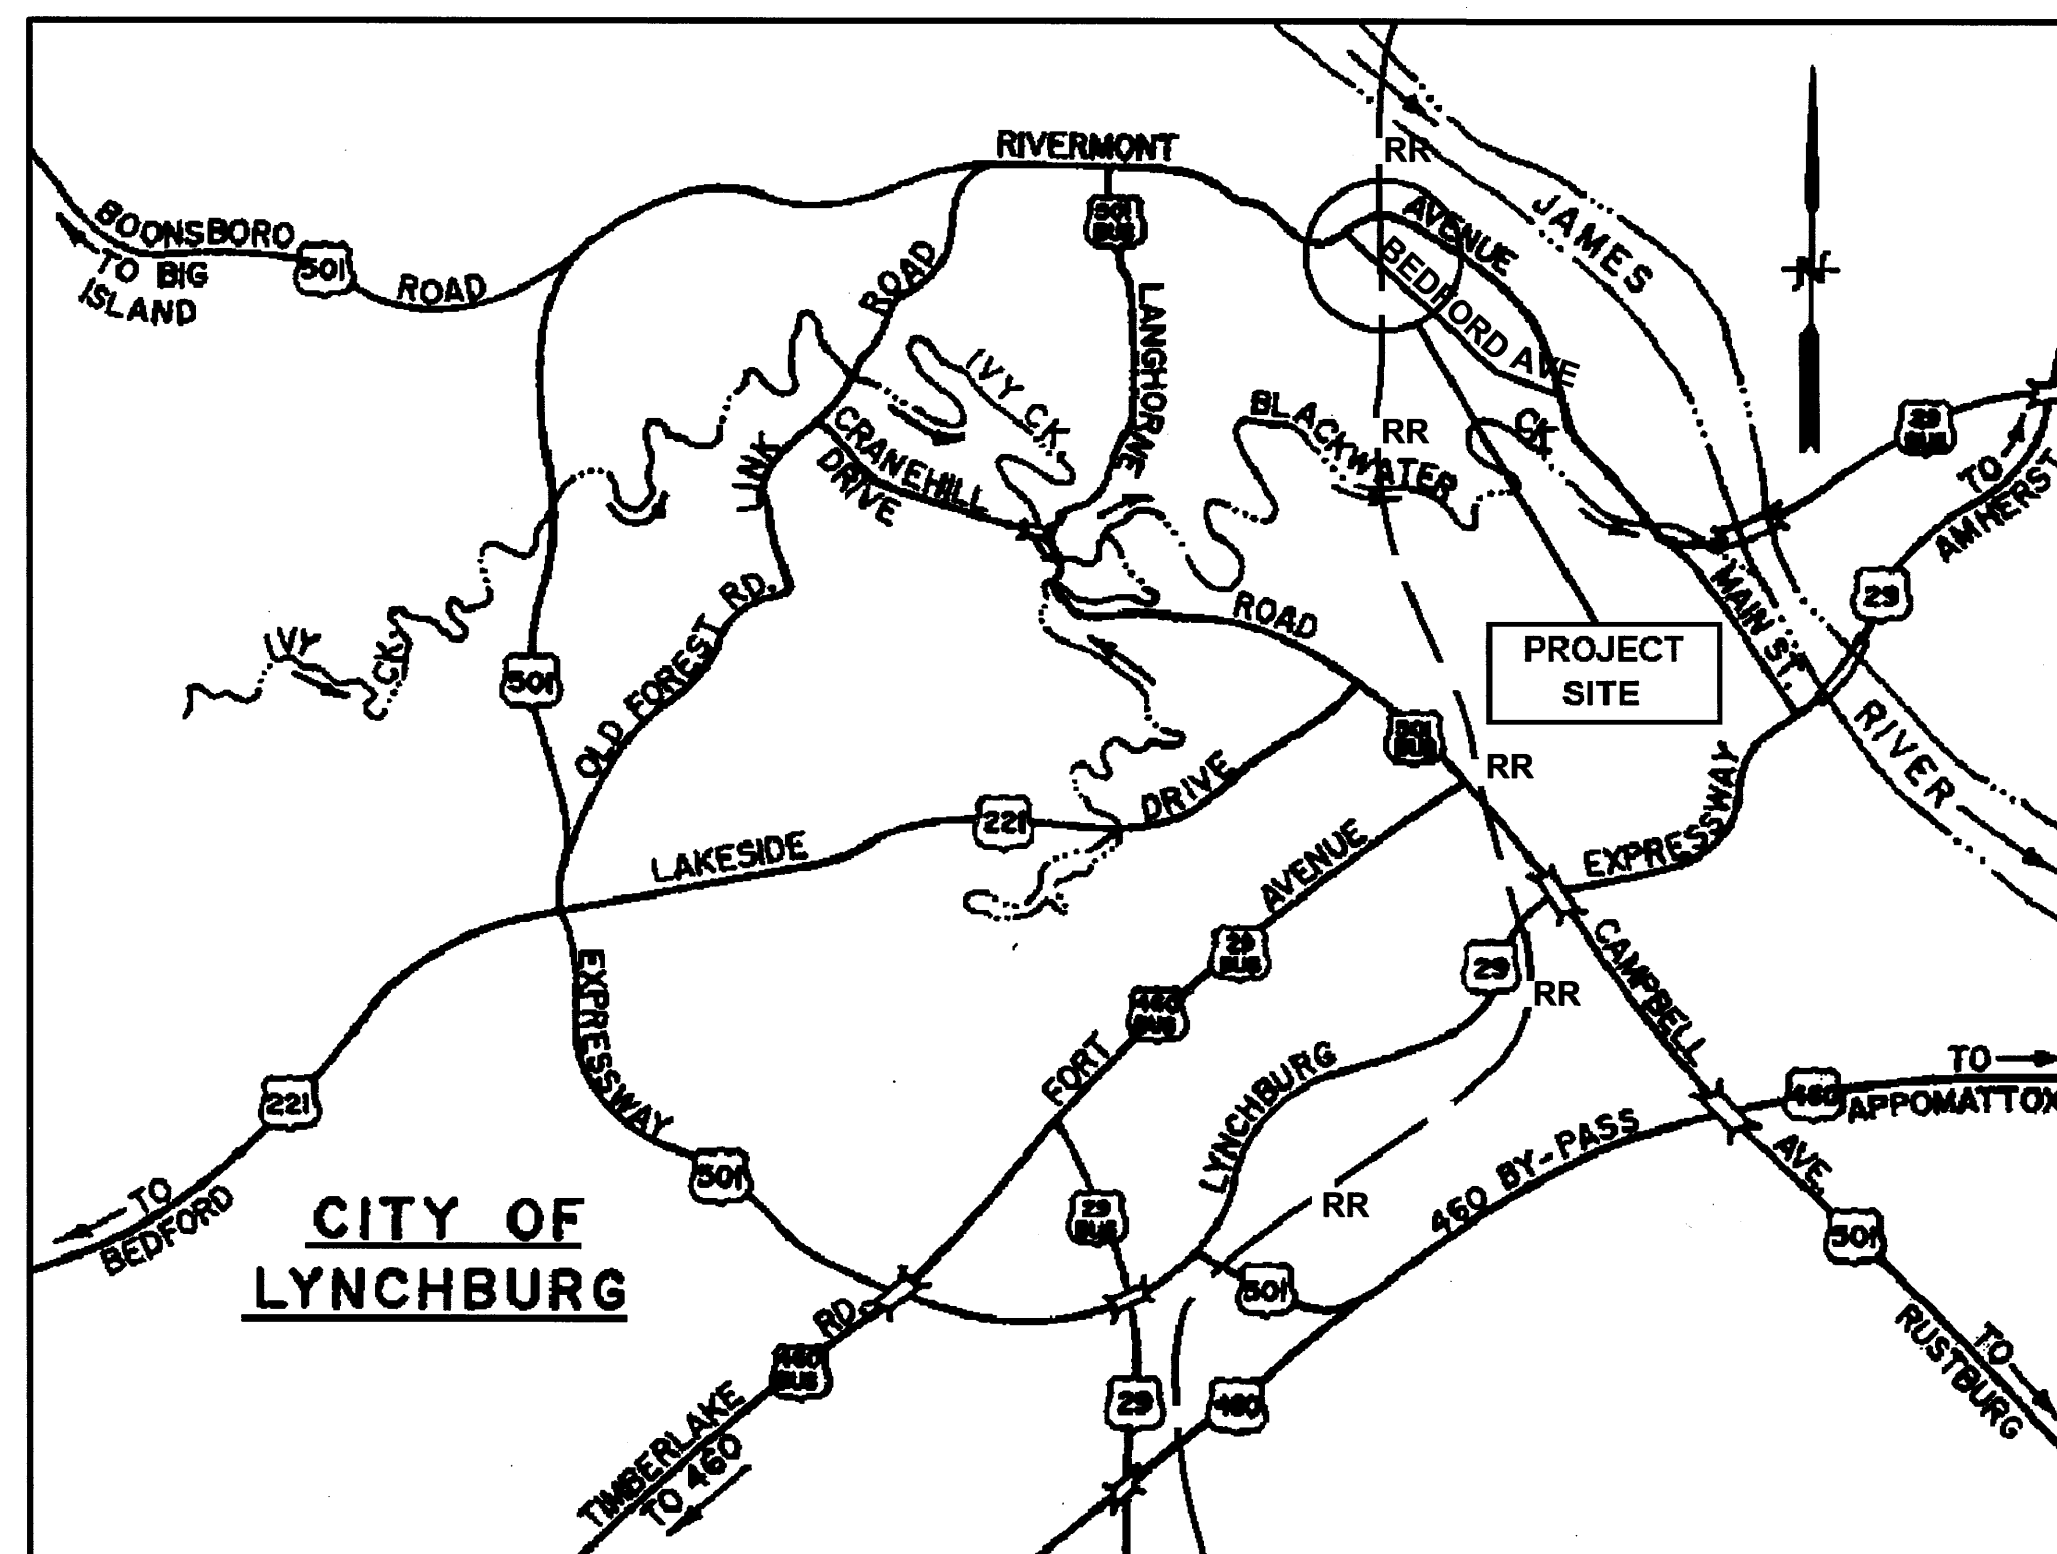 RIVERMONT
RR
AVENUE
JAMES
BOONSBORO
501
ROAD
TO BIG
ISLAND
501
BUS
ROAD
LANGHORNE
BEDFORD AVE
N
IVY CK.
CRANEHILL
DRIVE
LINK
BLACKWATER
CK.
RR
29
BUS
TO
AMHERST
29
MAIN ST.
ROAD
PROJECT
SITE
IVY
CK.
501
OLD FOREST RD.
501
BUS
RR
RIVER
DRIVE
221
LAKESIDE
EXPRESSWAY
AVENUE
29
BUS
460
BUS
29
RR
CAMPBELL
EXPRESSWAY
FORT
LYNCHBURG
TO
APPOMATTOX
460
221
501
29
BUS
RR
460 BY-PASS
AVE.
501
TO
BEDFORD
CITY OF
LYNCHBURG
RD.
501
460
BUS
29
460
TO
RUSTBURG
TIMBERLAKE
TO 460